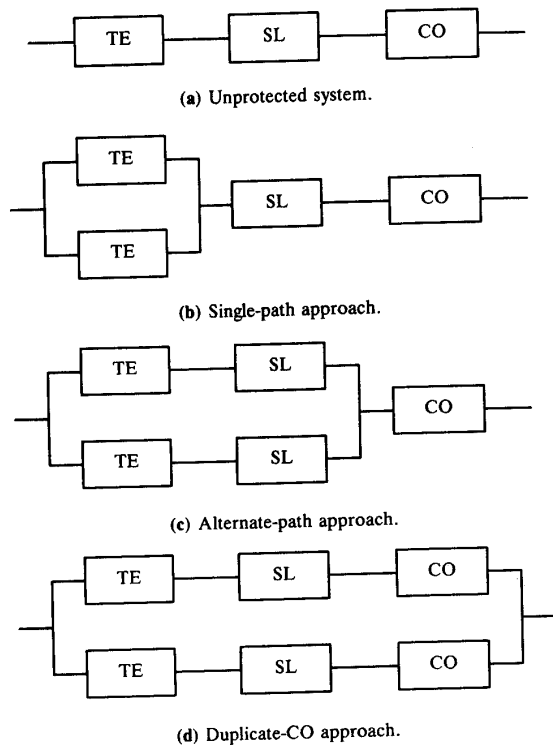 TE SL CO
(a) Unprotected system.
TE
SL CO
TE
(b) Single-path approach.
TE SL
CO
TE SL
(c) Alternate-path approach.
TE SL CO
TE SL CO
(d) Duplicate-CO approach.